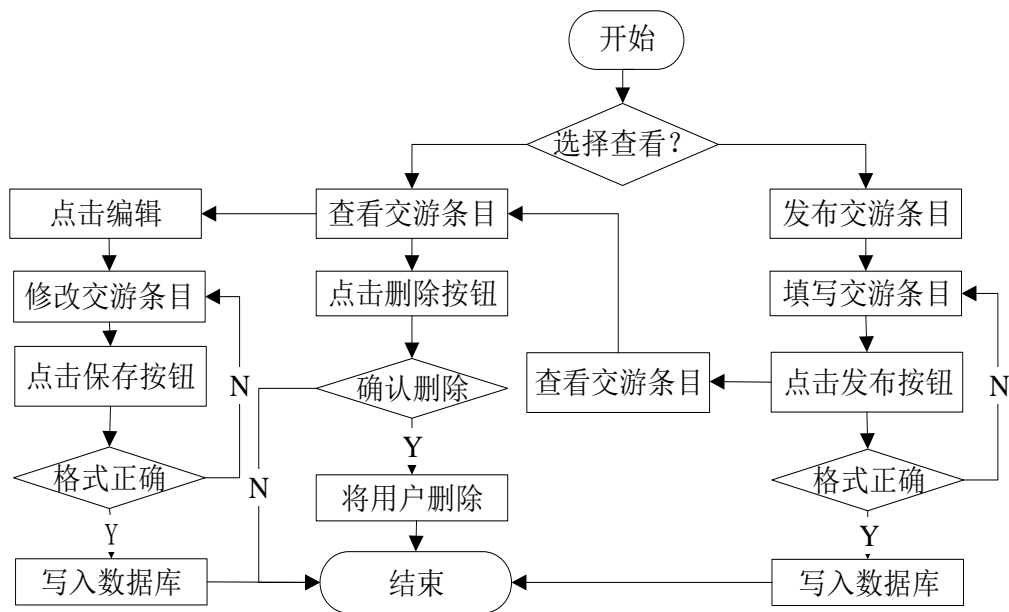 开始
选择查看？
点击编辑
查看交游条目
发布交游条目
修改交游条目
点击删除按钮
填写交游条目
点击保存按钮
N
确认删除
查看交游条目
点击发布按钮
N
Y
格式正确
N
将用户删除
格式正确
Y
Y
写入数据库
结束
写入数据库